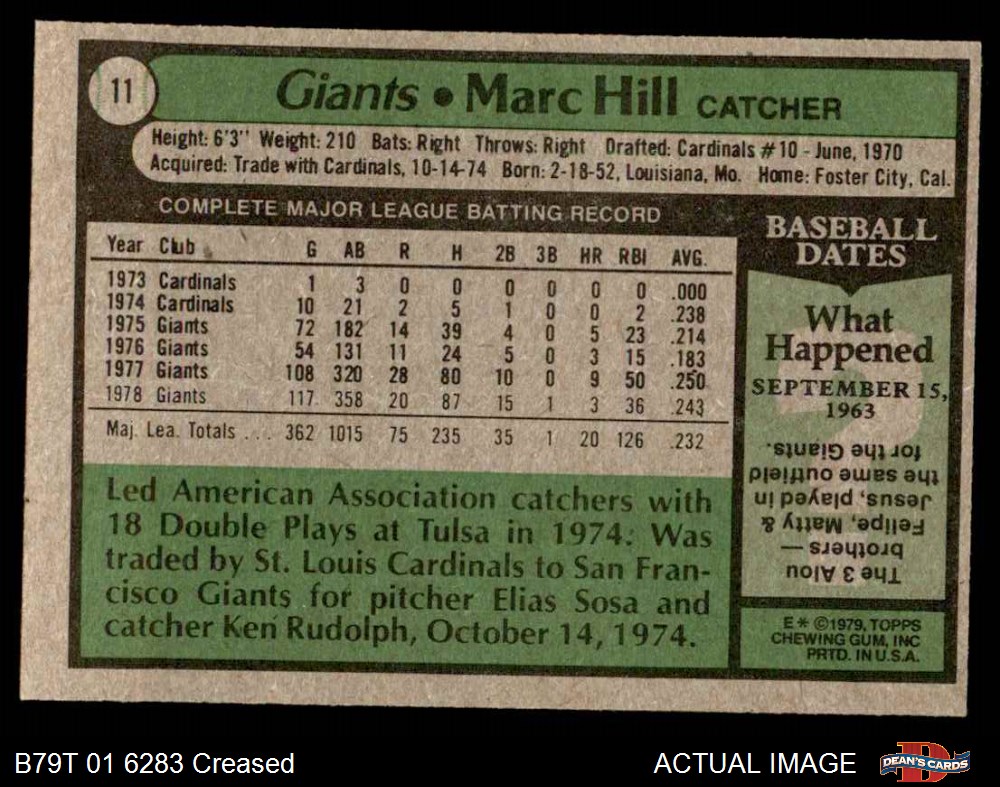 11
Giants • Marc Hill CATCHER
Height: 6'3" Weight: 210 Bats: Right Throws: Right Drafted: Cardinals #10 - June, 1970
Acquired: Trade with Cardinals, 10-14-74 Born: 2-18-52, Louisiana, Mo. Home: Foster City, Cal.
COMPLETE MAJOR LEAGUE BATTING RECORD
Year Club G AB R H 2B 3B HR RBI AVG.
1973 Cardinals 1 3 0 0 0 0 0 0 .000
1974 Cardinals 10 21 2 5 1 0 0 2 .238
1975 Giants 72 182 14 39 4 0 5 23 .214
1976 Giants 54 131 11 24 5 0 3 15 .183
1977 Giants 108 320 28 80 10 0 9 50 .250
1978 Giants 117 358 20 87 15 1 3 36 .243
Maj. Lea. Totals ... 362 1015 75 235 35 1 20 126 .232
Led American Association catchers with
18 Double Plays at Tulsa in 1974. Was
traded by St. Louis Cardinals to San Fran-
cisco Giants for pitcher Elias Sosa and
catcher Ken Rudolph, October 14, 1974.
BASEBALL
DATES
What
Happened
SEPTEMBER 15,
1963
The 3 Alou
brothers —
Felipe, Matty &
Jesus, played in
the same outfield
for the Giants.
E* ©1979, TOPPS
CHEWING GUM, INC
PRTD. IN U.S.A.
B79T 01 6283 Creased
ACTUAL IMAGE
DEAN'S CARDS